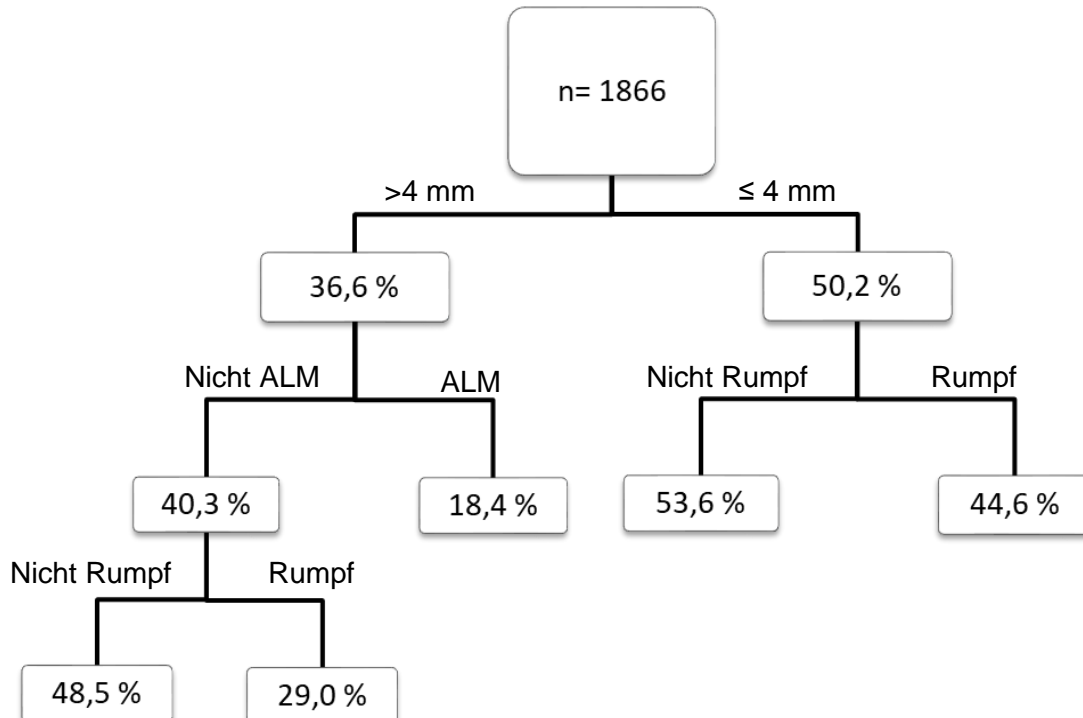 n= 1866
>4 mm
≤ 4 mm
36,6 %
50,2 %
Nicht ALM
ALM
Nicht Rumpf
Rumpf
40,3 %
18,4 %
53,6 %
44,6 %
Nicht Rumpf
Rumpf
48,5 %
29,0 %